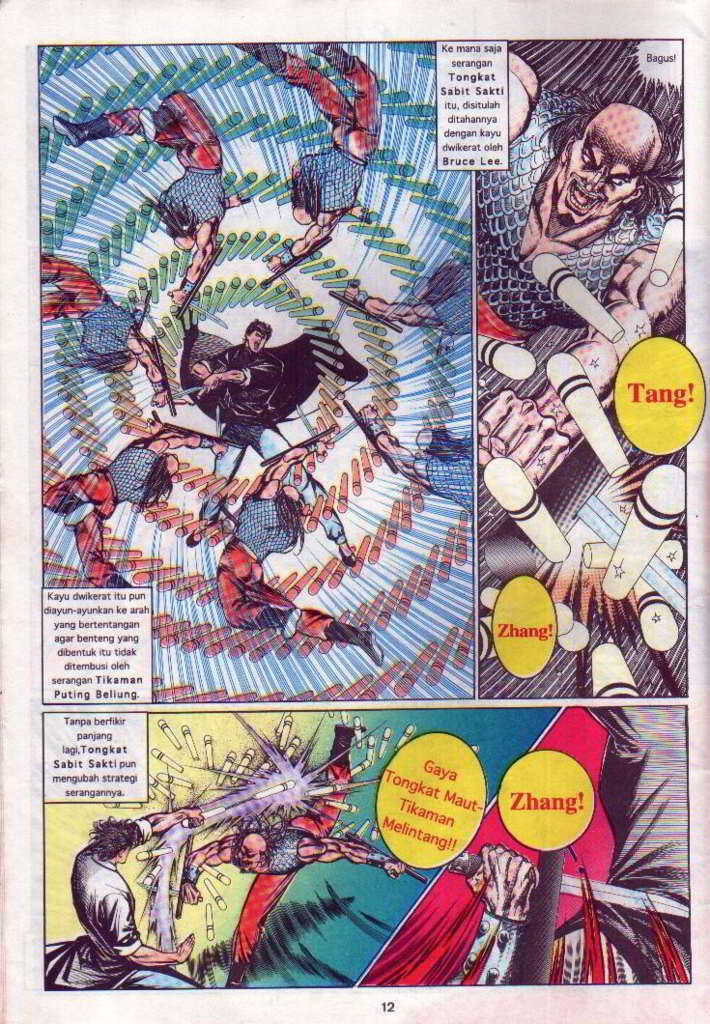 Ke mana saja
serangan
Tongkat
Sabit Sakti
itu, disitulah
ditahannya
dengan kayu
dwikerat oleh
Bruce Lee.
Bagus!
Tang!
Zhang!
Kayu dwikerat itu pun
diayun-ayunkan ke arah
yang bertentangan
agar benteng yang
dibentuk itu tidak
ditembusi oleh
serangan Tikaman
Puting Beliung.
Tanpa berfikir
panjang
lagi,Tongkat
Sabit Sakti pun
mengubah strategi
serangannya.
Gaya
Tongkat Maut-
Tikaman
Melintang!!
Zhang!
12